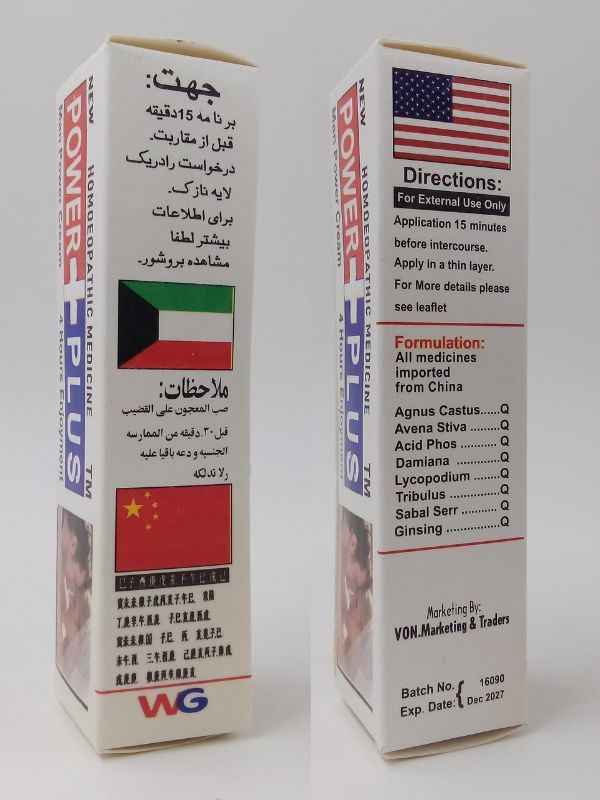 NEW HOMOEOPATHIC MEDICINE TM
POWER+PLUS
Men Power Cream 4 Hours Enjoyment
جهت:
برنامه 15دقیقه
قبل از مقاربت.
درخواست رادریک
لایه نازک.
برای اطلاعات
بیشتر لطفا
مشاهده بروشور.
ملاحظات:
صب المعجون على القضيب
قبل ٣٠.دقيقه من الممارسه
الجنسيه و دعه باقيا عليه
ولا تدلكه
WG
NEW HOMOEOPATHIC MEDICINE TM
POWER+PLUS
Men Power Cream 4 Hours Enjoyment
Directions:
For External Use Only
Application 15 minutes
before intercourse.
Apply in a thin layer.
For More details please
see leaflet
Formulation:
All medicines
imported
from China
Agnus Castus......Q
Avena Stiva .........Q
Acid Phos ...........Q
Damiana .............Q
Lycopodium ........Q
Tribulus ...............Q
Sabal Serr ...........Q
Ginsing ................Q
Marketing By:
VON.Marketing & Traders
Batch No. { 16090
Exp. Date: Dec 2027